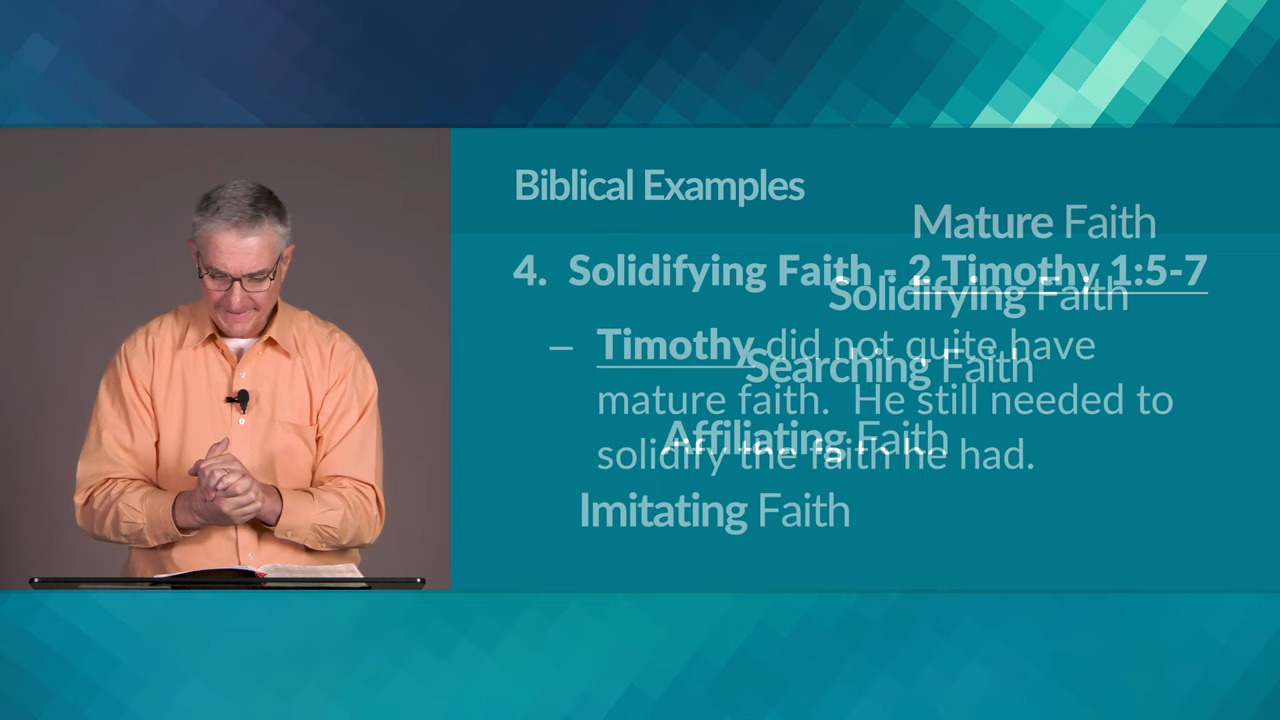 Biblical Examples
Mature Faith
4. Solidifying Faith - 2 Timothy 1:5-7
Solidifying Faith
– Timothy did not quite have
Searching Faith
mature faith. He still needed to
Affiliating Faith
solidify the faith he had.
Imitating Faith